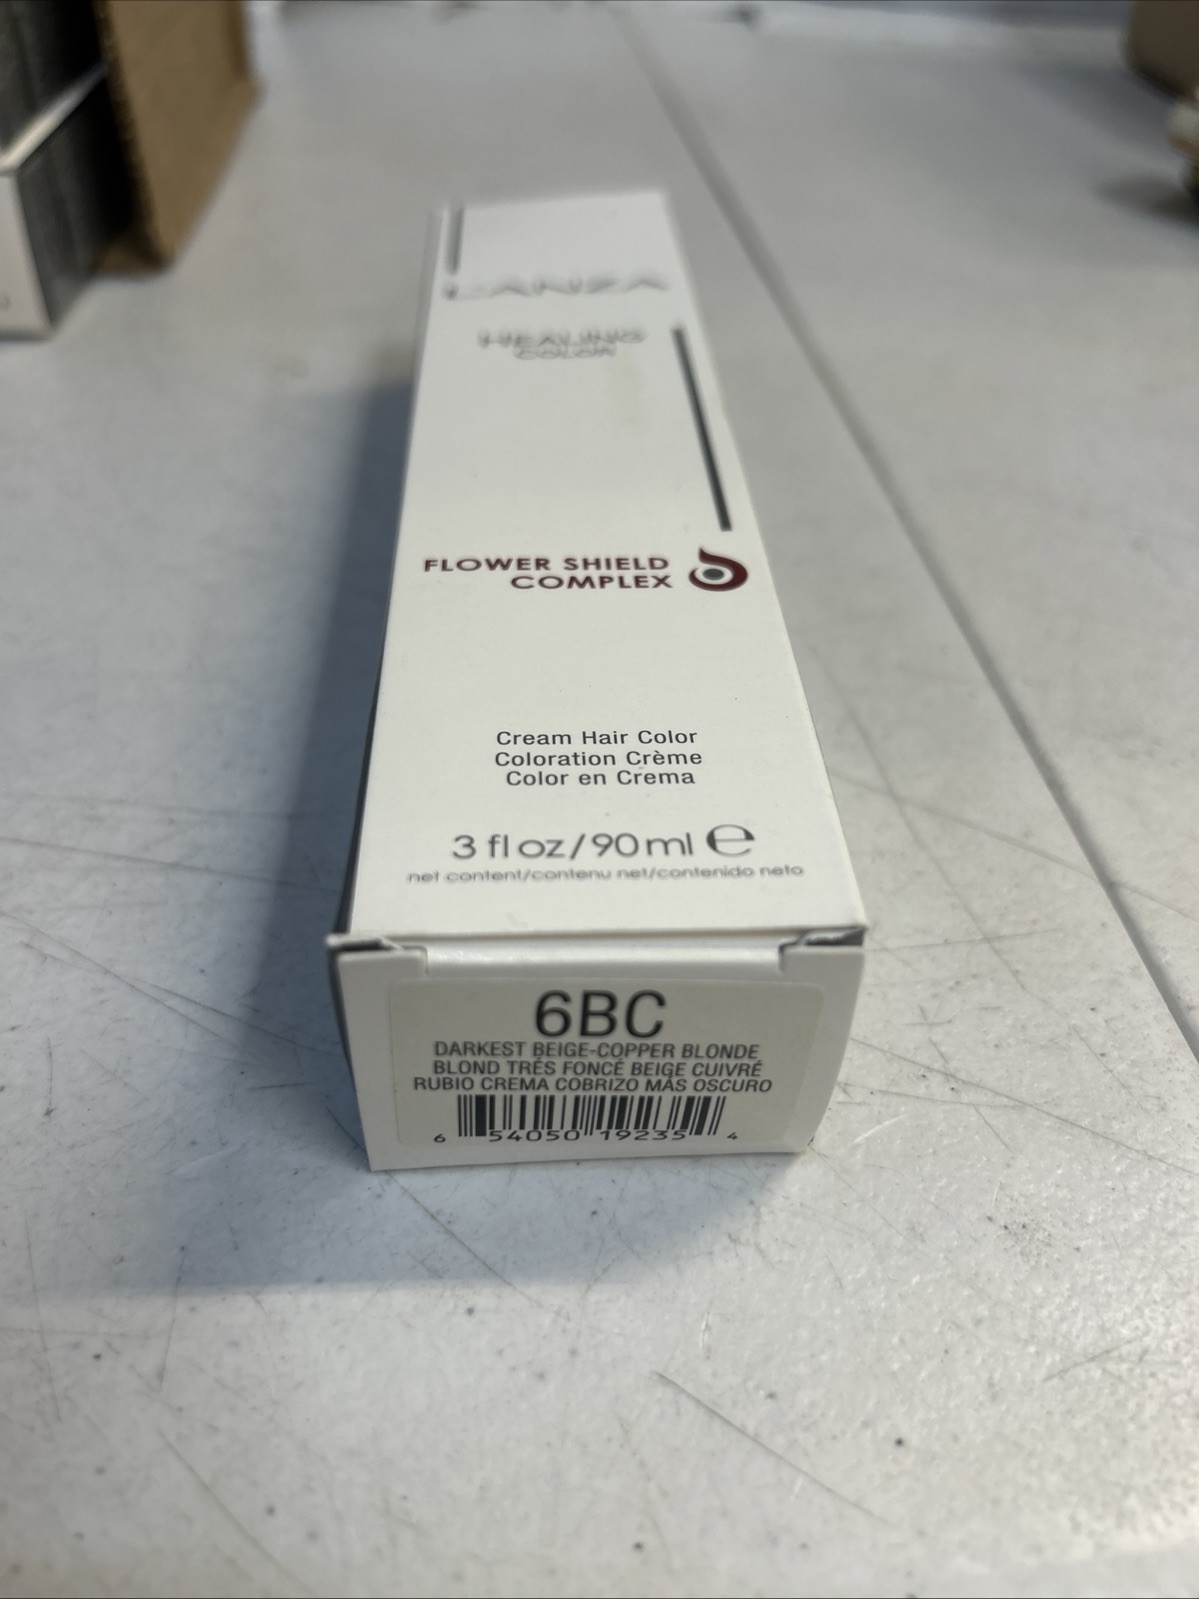 L'ANZA
HEALING
COLOR
FLOWER SHIELD
COMPLEX
Cream Hair Color
Coloration Crème
Color en Crema
3 fl oz/90ml ℮
net content/contenu net/contenido neto
6BC
DARKEST BEIGE-COPPER BLONDE
BLOND TRÉS FONCÉ BEIGE CUIVRÉ
RUBIO CREMA COBRIZO MÁS OSCURO
6 54050 19235 4